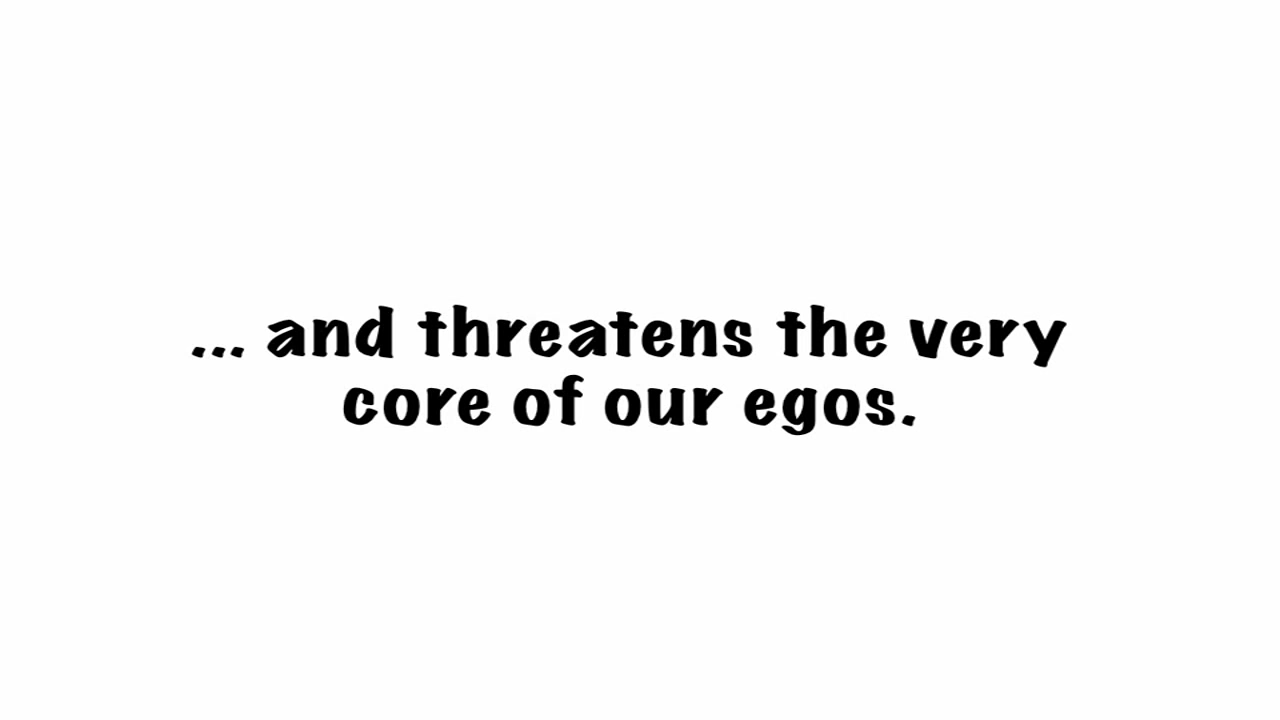 ... and threatens the very
core of our egos.